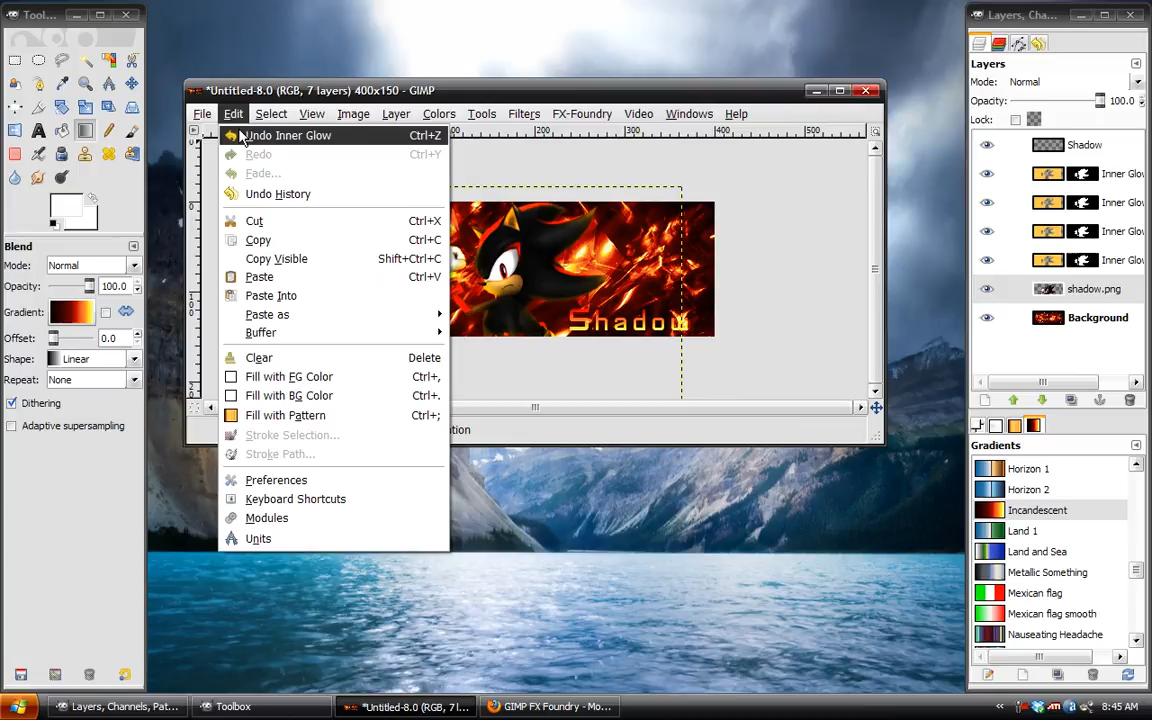 Tool...
*Untitled-8.0 (RGB, 7 layers) 400x150 - GIMP
Layers, Cha...
File Edit Select View Image Layer Colors Tools Filters FX-Foundry Video Windows Help
Undo Inner Glow Ctrl+Z
Redo Ctrl+Y
Fade...
Undo History
Cut Ctrl+X
Copy Ctrl+C
Copy Visible Shift+Ctrl+C
Paste Ctrl+V
Paste Into
Paste as
Buffer
Clear Delete
Fill with FG Color Ctrl+,
Fill with BG Color Ctrl+.
Fill with Pattern Ctrl+;
Stroke Selection...
Stroke Path...
Preferences
Keyboard Shortcuts
Modules
Units
200
300
400
500
Shadow
Blend
Mode: Normal
Opacity: 100.0
Gradient:
Offset: 0.0
Shape: Linear
Repeat: None
Dithering
Adaptive supersampling
Layers
Mode: Normal
Opacity: 100.0
Lock:
Shadow
Inner Glo
Inner Glo
Inner Glo
Inner Glo
shadow.png
Background
Gradients
Horizon 1
Horizon 2
Incandescent
Land 1
Land and Sea
Metallic Something
Mexican flag
Mexican flag smooth
Nauseating Headache
Layers, Channels, Pat...
Toolbox
*Untitled-8.0 (RGB, 7 l...
GIMP FX Foundry - Mo...
8:45 AM